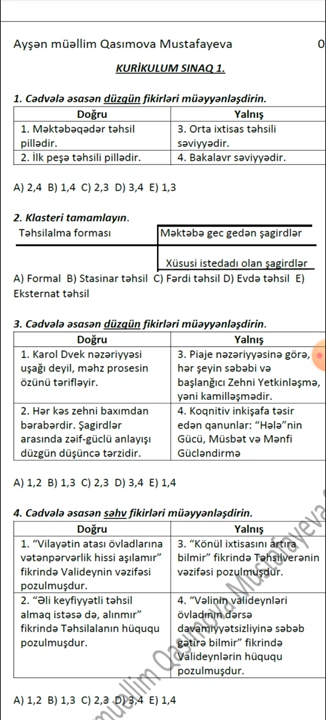 Ayşən müəllim Qasımova Mustafayeva 0
KURİKULUM SINAQ 1.
1. Cədvələ əsasən düzgün fikirləri müəyyənləşdirin.
Doğru Yalnış
1. Məktəbəqədər təhsil
pillədir.
3. Orta ixtisas təhsili
səviyyədir.
2. İlk peşə təhsili pillədir.
4. Bakalavr səviyyədir.
A) 2,4 B) 1,4 C) 2,3 D) 3,4 E) 1,3
2. Klasteri tamamlayın.
Təhsilalma forması
Məktəbə gec gedən şagirdlər
Xüsusi istedadı olan şagirdlər
A) Formal B) Stasinar təhsil C) Fərdi təhsil D) Evdə təhsil E)
Eksternat təhsil
3. Cədvələ əsasən düzgün fikirləri müəyyənləşdirin.
Doğru Yalnış
1. Karol Dvek nəzəriyyəsi
uşağı deyil, məhz prosesin
özünü tərifləyir.
3. Piaje nəzəriyyəsinə görə,
hər şeyin səbəbi və
başlanğıcı Zehni Yetkinləşmə,
yəni kamilləşmədir.
2. Hər kəs zehni baxımdan
bərabərdir. Şagirdlər
arasında zəif-güclü anlayışı
düzgün düşüncə tərzidir.
4. Koqnitiv inkişafa təsir
edən qanunlar: “Hələ”nin
Gücü, Müsbət və Mənfi
Gücləndirmə
A) 1,2 B) 1,3 C) 2,3 D) 3,4 E) 1,4
4. Cədvələ əsasən səhv fikirləri müəyyənləşdirin.
Doğru Yalnış
1. “Vilayətin atası övladlarına
vətənpərvərlik hissi aşılamır”
fikrində Valideynin vəzifəsi
pozulmuşdur.
3. “Könül ixtisasını artıra
bilmir” fikrində Təhsilverənin
vəzifəsi pozulmuşdur.
2. “Əli keyfiyyətli təhsil
almaq istəsə də, alınmır”
fikrində Təhsilalanın hüququ
pozulmuşdur.
4. “Vəlinin valideynləri
övladının dərsə
davamiyyətsizliyinə səbəb
gətirə bilmir” fikrində
Valideynlərin hüququ
pozulmuşdur.
A) 1,2 B) 1,3 C) 2,3 D) 3,4 E) 1,4
müəllim Qasımova Mustafayeva